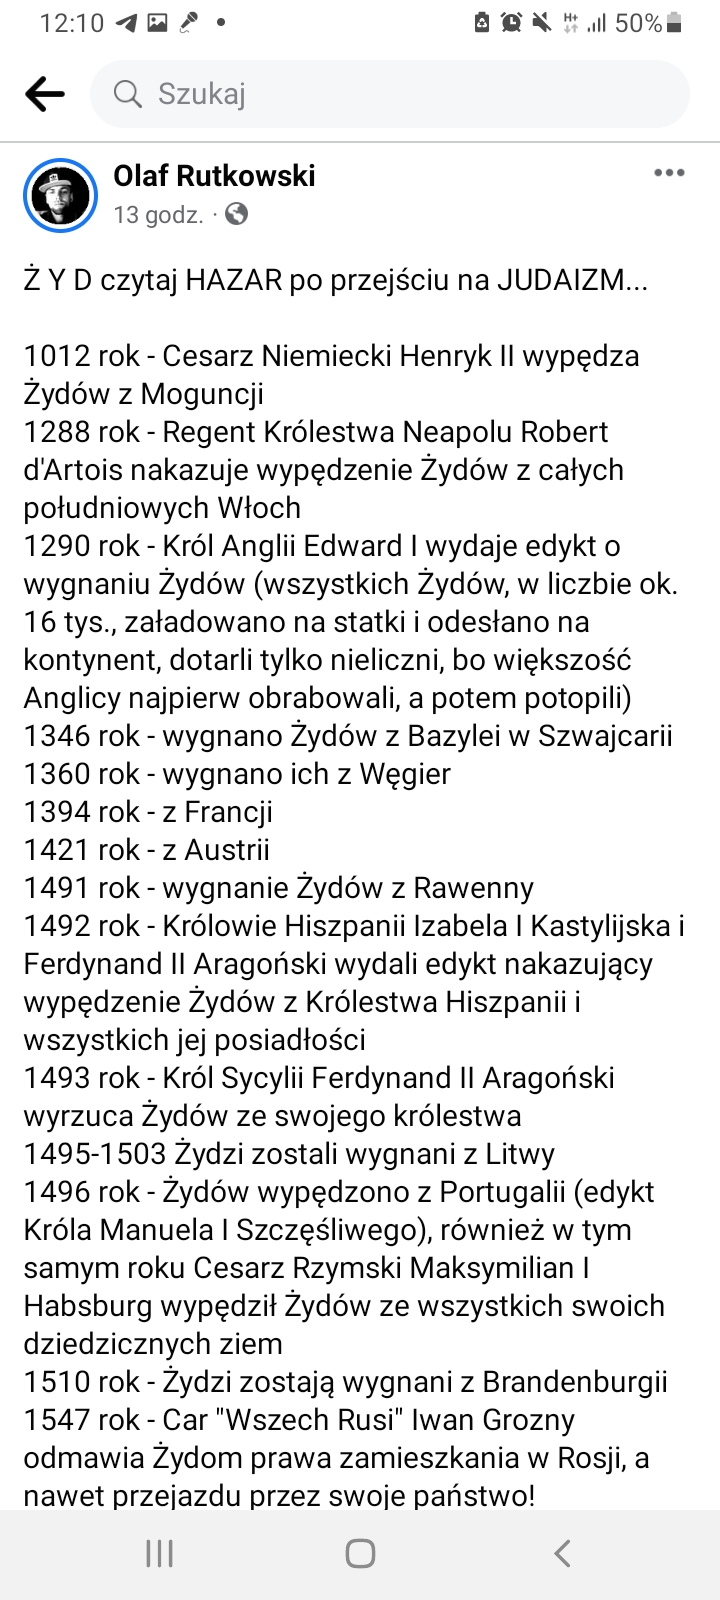 12:10
H+
50%
Szukaj
Olaf Rutkowski
13 godz. ·
Ż Y D czytaj HAZAR po przejściu na JUDAIZM...
1012 rok - Cesarz Niemiecki Henryk II wypędza
Żydów z Moguncji
1288 rok - Regent Królestwa Neapolu Robert
d'Artois nakazuje wypędzenie Żydów z całych
południowych Włoch
1290 rok - Król Anglii Edward I wydaje edykt o
wygnaniu Żydów (wszystkich Żydów, w liczbie ok.
16 tys., załadowano na statki i odesłano na
kontynent, dotarli tylko nieliczni, bo większość
Anglicy najpierw obrabowali, a potem potopili)
1346 rok - wygnano Żydów z Bazylei w Szwajcarii
1360 rok - wygnano ich z Węgier
1394 rok - z Francji
1421 rok - z Austrii
1491 rok - wygnanie Żydów z Rawenny
1492 rok - Królowie Hiszpanii Izabela I Kastylijska i
Ferdynand II Aragoński wydali edykt nakazujący
wypędzenie Żydów z Królestwa Hiszpanii i
wszystkich jej posiadłości
1493 rok - Król Sycylii Ferdynand II Aragoński
wyrzuca Żydów ze swojego królestwa
1495-1503 Żydzi zostali wygnani z Litwy
1496 rok - Żydów wypędzono z Portugalii (edykt
Króla Manuela I Szczęśliwego), również w tym
samym roku Cesarz Rzymski Maksymilian I
Habsburg wypędził Żydów ze wszystkich swoich
dziedzicznych ziem
1510 rok - Żydzi zostają wygnani z Brandenburgii
1547 rok - Car "Wszech Rusi" Iwan Grozny
odmawia Żydom prawa zamieszkania w Rosji, a
nawet przejazdu przez swoje państwo!